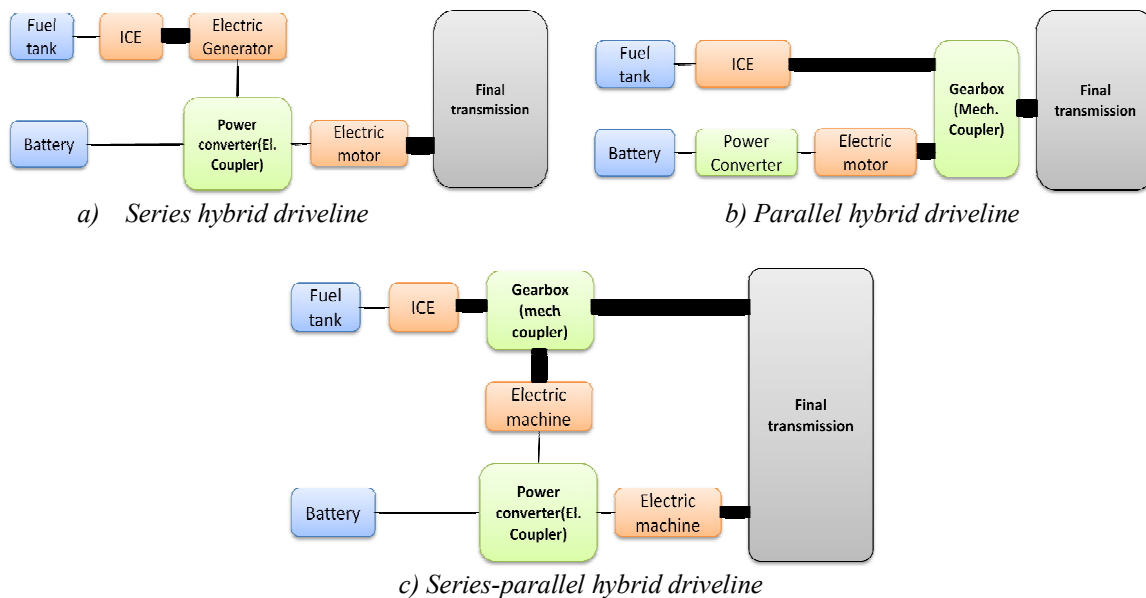 Fuel
tank
ICE
Electric
Generator
Final
transmission
Battery
Power
converter(El.
Coupler)
Electric
motor
a) Series hybrid driveline
Fuel
tank
ICE
Gearbox
(Mech.
Coupler)
Final
transmission
Battery
Power
Converter
Electric
motor
b) Parallel hybrid driveline
Fuel
tank
ICE
Gearbox
(mech
coupler)
Electric
machine
Final
transmission
Battery
Power
converter(El.
Coupler)
Electric
machine
c) Series-parallel hybrid driveline